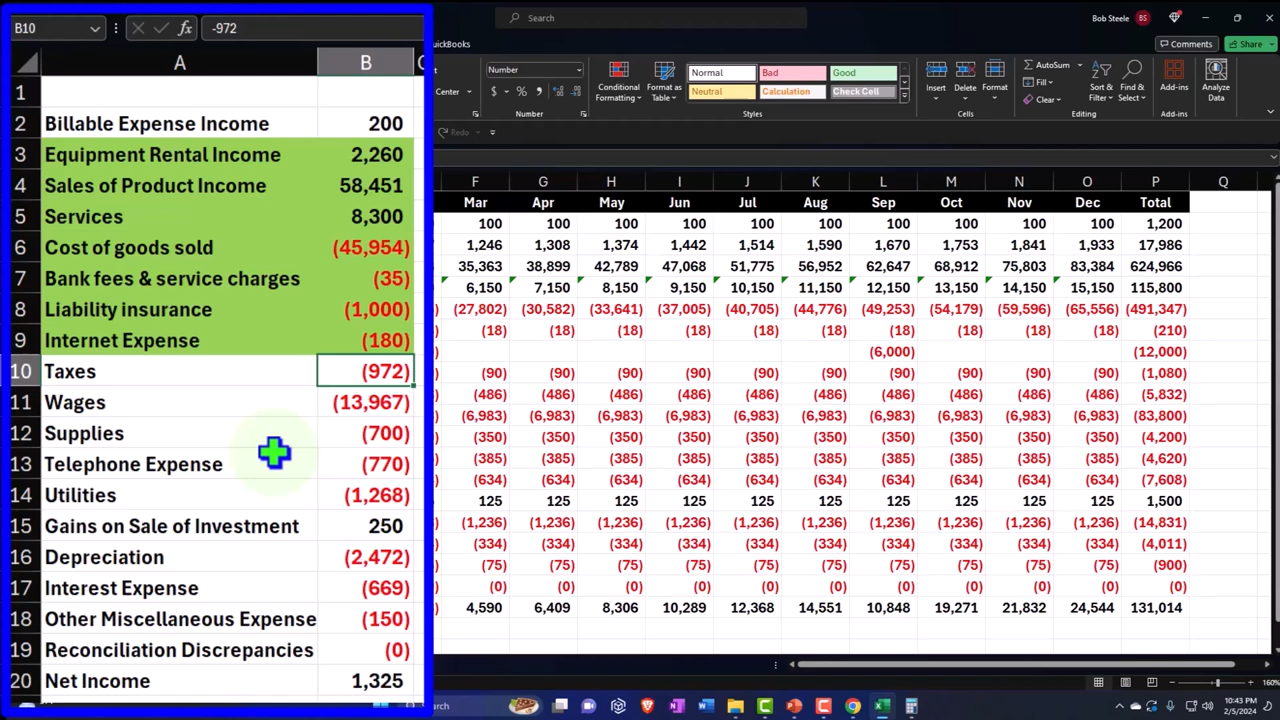 B10 fx -972
A B C
1
2 Billable Expense Income 200
3 Equipment Rental Income 2,260
4 Sales of Product Income 58,451
5 Services 8,300
6 Cost of goods sold (45,954)
7 Bank fees & service charges (35)
8 Liability insurance (1,000)
9 Internet Expense (180)
10 Taxes (972)
11 Wages (13,967)
12 Supplies (700)
13 Telephone Expense (770)
14 Utilities (1,268)
15 Gains on Sale of Investment 250
16 Depreciation (2,472)
17 Interest Expense (669)
18 Other Miscellaneous Expense (150)
19 Reconciliation Discrepancies (0)
20 Net Income 1,325
Search Bob Steele BS
QuickBooks Comments Share
Number Normal Bad Good AutoSum
Center $ % Conditional Formatting Format as Table Neutral Calculation Check Cell Insert Delete Format Fill Clear Sort & Filter Find & Select Add-ins Analyze Data
Number Styles Cells Editing Add-ins
Redo
F G H I J K L M N O P Q
Mar Apr May Jun Jul Aug Sep Oct Nov Dec Total
100 100 100 100 100 100 100 100 100 100 1,200
1,246 1,308 1,374 1,442 1,514 1,590 1,670 1,753 1,841 1,933 17,986
35,363 38,899 42,789 47,068 51,775 56,952 62,647 68,912 75,803 83,384 624,966
6,150 7,150 8,150 9,150 10,150 11,150 12,150 13,150 14,150 15,150 115,800
(27,802) (30,582) (33,641) (37,005) (40,705) (44,776) (49,253) (54,179) (59,596) (65,556) (491,347)
(18) (18) (18) (18) (18) (18) (18) (18) (18) (18) (210)
(6,000) (12,000)
(90) (90) (90) (90) (90) (90) (90) (90) (90) (90) (1,080)
(486) (486) (486) (486) (486) (486) (486) (486) (486) (486) (5,832)
(6,983) (6,983) (6,983) (6,983) (6,983) (6,983) (6,983) (6,983) (6,983) (6,983) (83,800)
(350) (350) (350) (350) (350) (350) (350) (350) (350) (350) (4,200)
(385) (385) (385) (385) (385) (385) (385) (385) (385) (385) (4,620)
(634) (634) (634) (634) (634) (634) (634) (634) (634) (634) (7,608)
125 125 125 125 125 125 125 125 125 125 1,500
(1,236) (1,236) (1,236) (1,236) (1,236) (1,236) (1,236) (1,236) (1,236) (1,236) (14,831)
(334) (334) (334) (334) (334) (334) (334) (334) (334) (334) (4,011)
(75) (75) (75) (75) (75) (75) (75) (75) (75) (75) (900)
(0) (0) (0) (0) (0) (0) (0) (0) (0) (0) (0)
4,590 6,409 8,306 10,289 12,368 14,551 10,848 19,271 21,832 24,544 131,014
160%
10:43 PM
2/5/2024